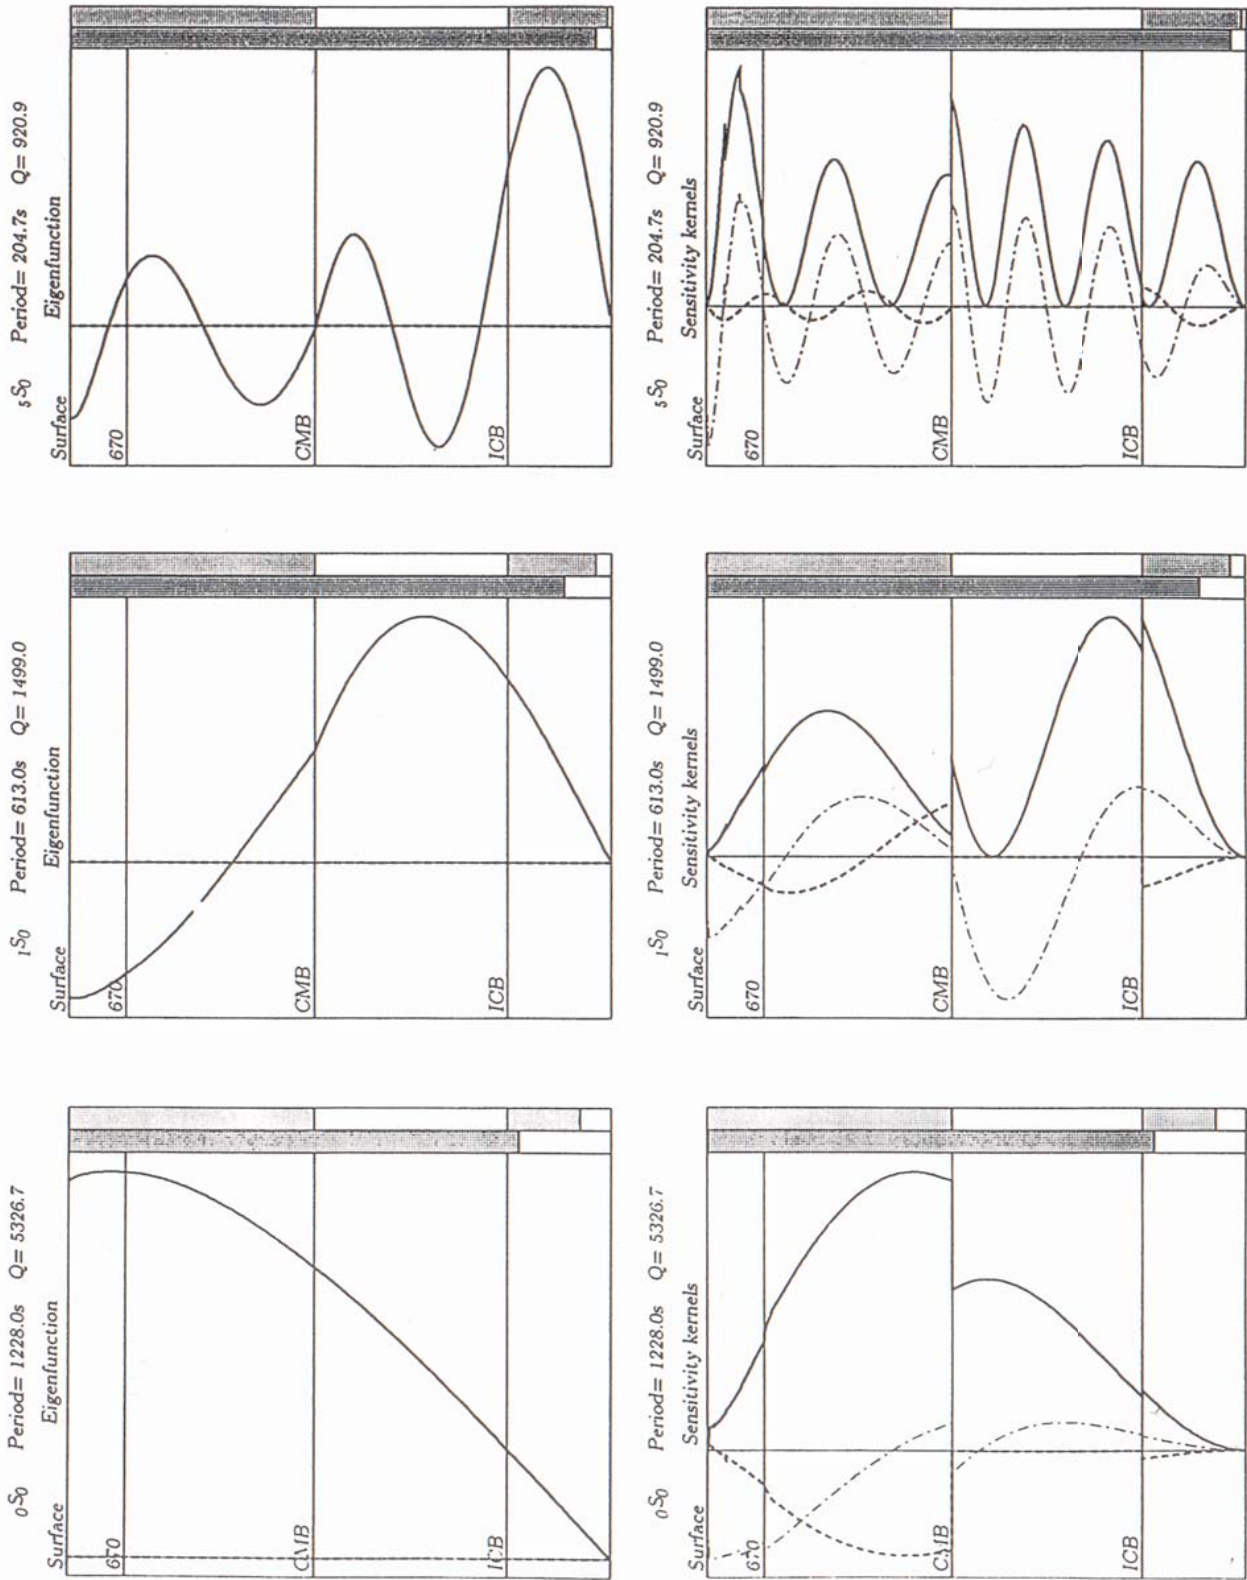 ₀S₀ Period= 1228.0s Q= 5326.7
Eigenfunction
Surface
670
CMB
ICB
₁S₀ Period= 613.0s Q= 1499.0
Eigenfunction
Surface
670
CMB
ICB
₅S₀ Period= 204.7s Q= 920.9
Eigenfunction
Surface
670
CMB
ICB
₀S₀ Period= 1228.0s Q= 5326.7
Sensitivity kernels
Surface
670
CMB
ICB
₁S₀ Period= 613.0s Q= 1499.0
Sensitivity kernels
Surface
670
CMB
ICB
₅S₀ Period= 204.7s Q= 920.9
Sensitivity kernels
Surface
670
CMB
ICB